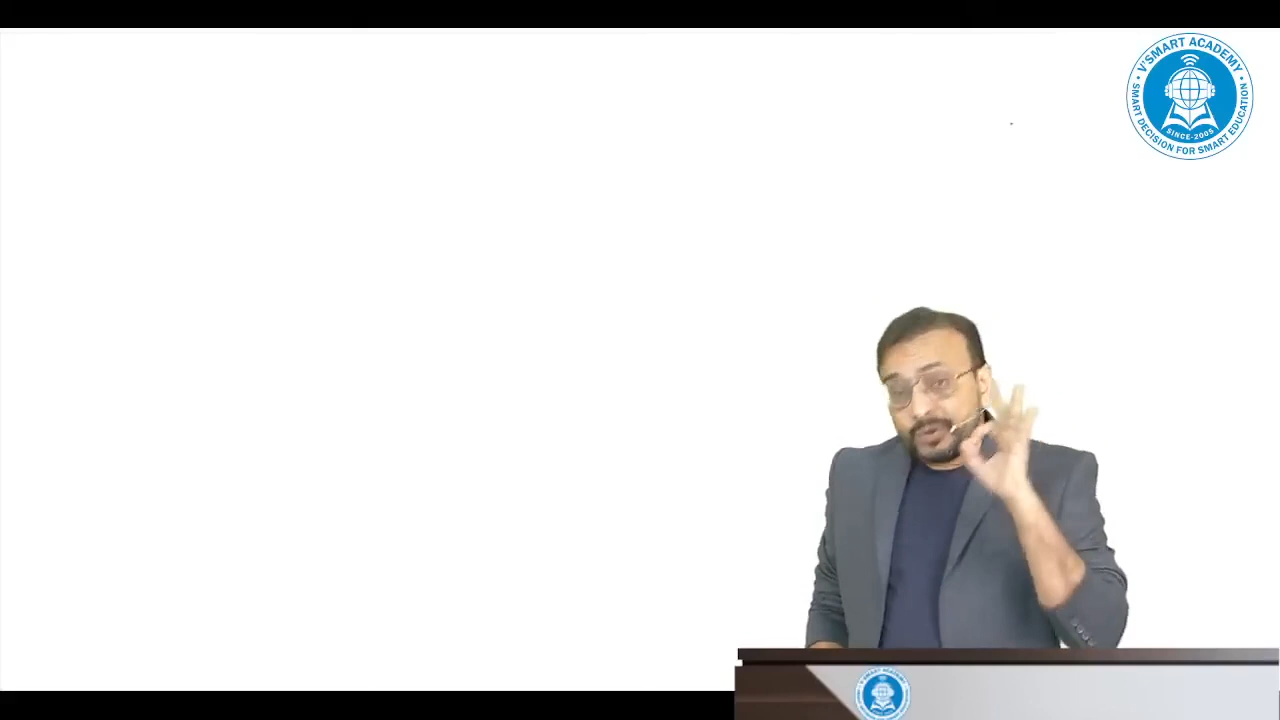 V'SMART ACADEMY
SMART DECISION FOR SMART EDUCATION
SINCE-2005